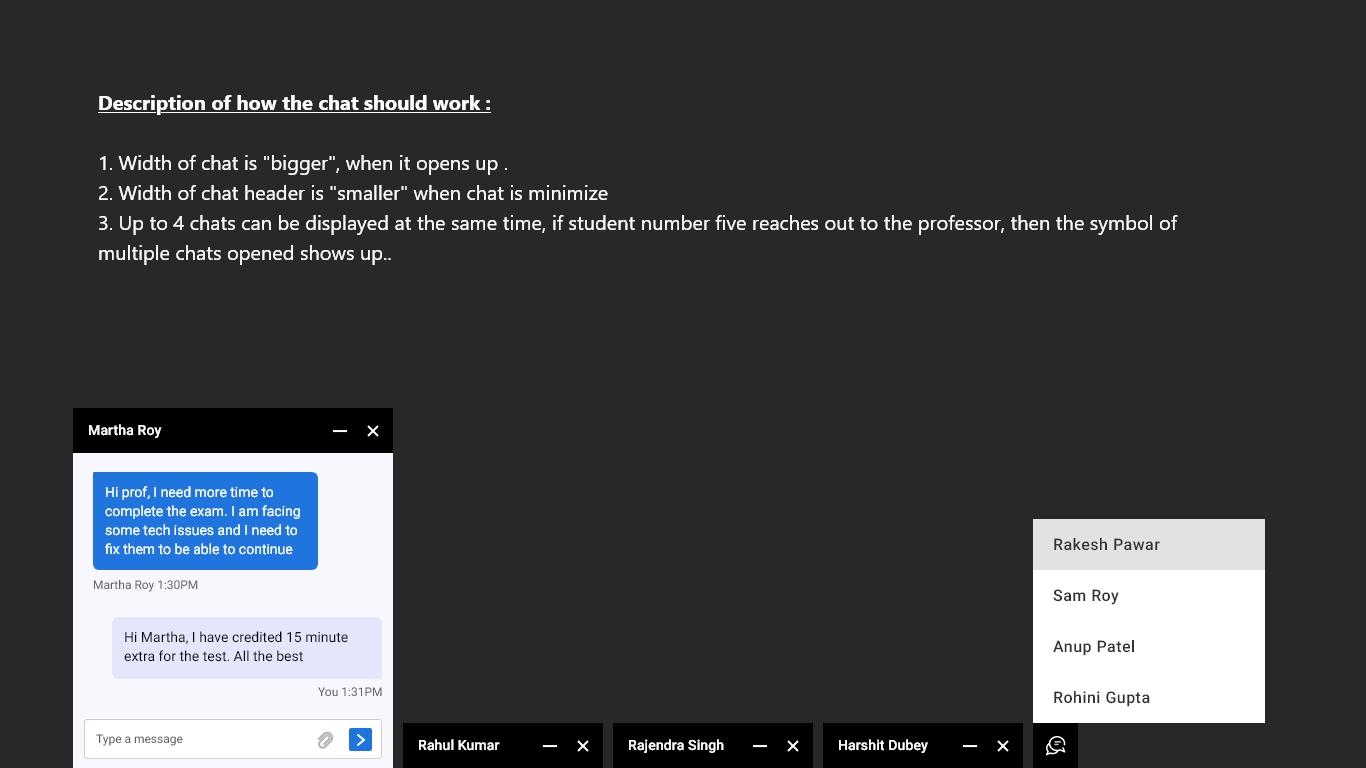 Description of how the chat should work :
1. Width of chat is "bigger", when it opens up .
2. Width of chat header is "smaller" when chat is minimize
3. Up to 4 chats can be displayed at the same time, if student number five reaches out to the professor, then the symbol of
multiple chats opened shows up..
Martha Roy
Hi prof, I need more time to
complete the exam. I am facing
some tech issues and I need to
fix them to be able to continue
Martha Roy 1:30PM
Hi Martha, I have credited 15 minute
extra for the test. All the best
You 1:31PM
Type a message
Rahul Kumar
Rajendra Singh
Harshit Dubey
Rakesh Pawar
Sam Roy
Anup Patel
Rohini Gupta